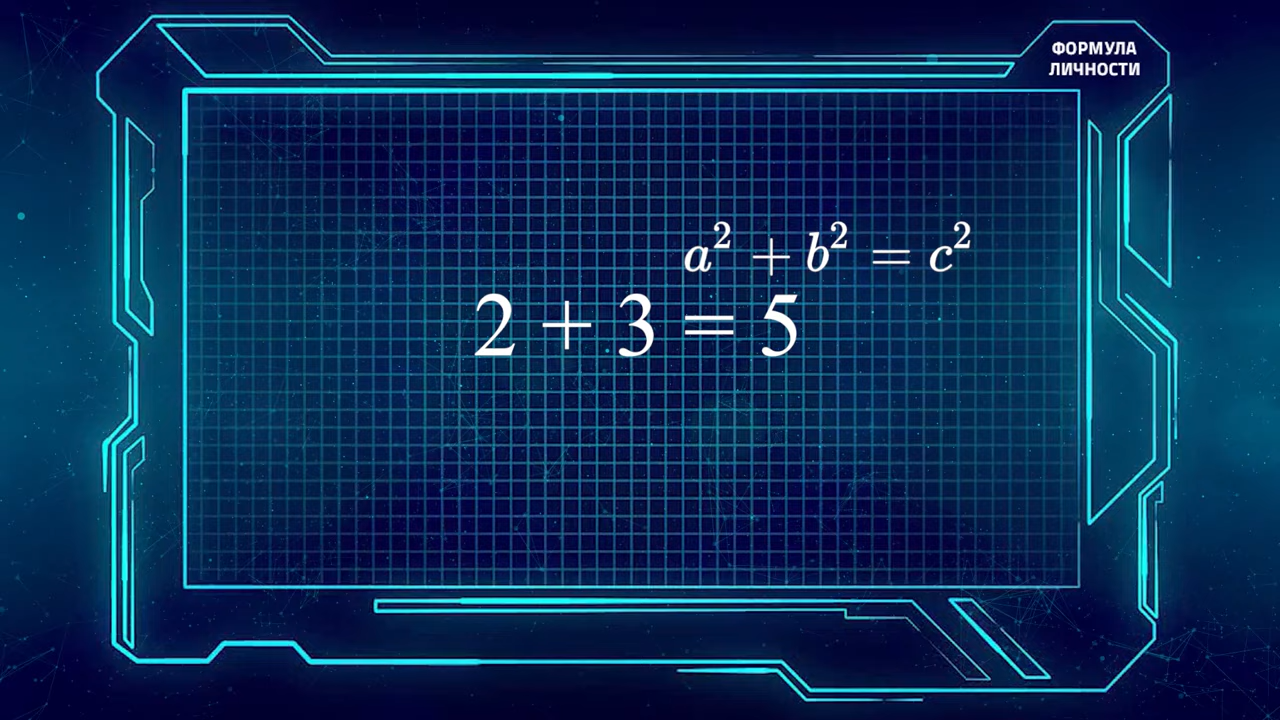 ФОРМУЛА
ЛИЧНОСТИ
a² + b² = c²
2 + 3 = 5